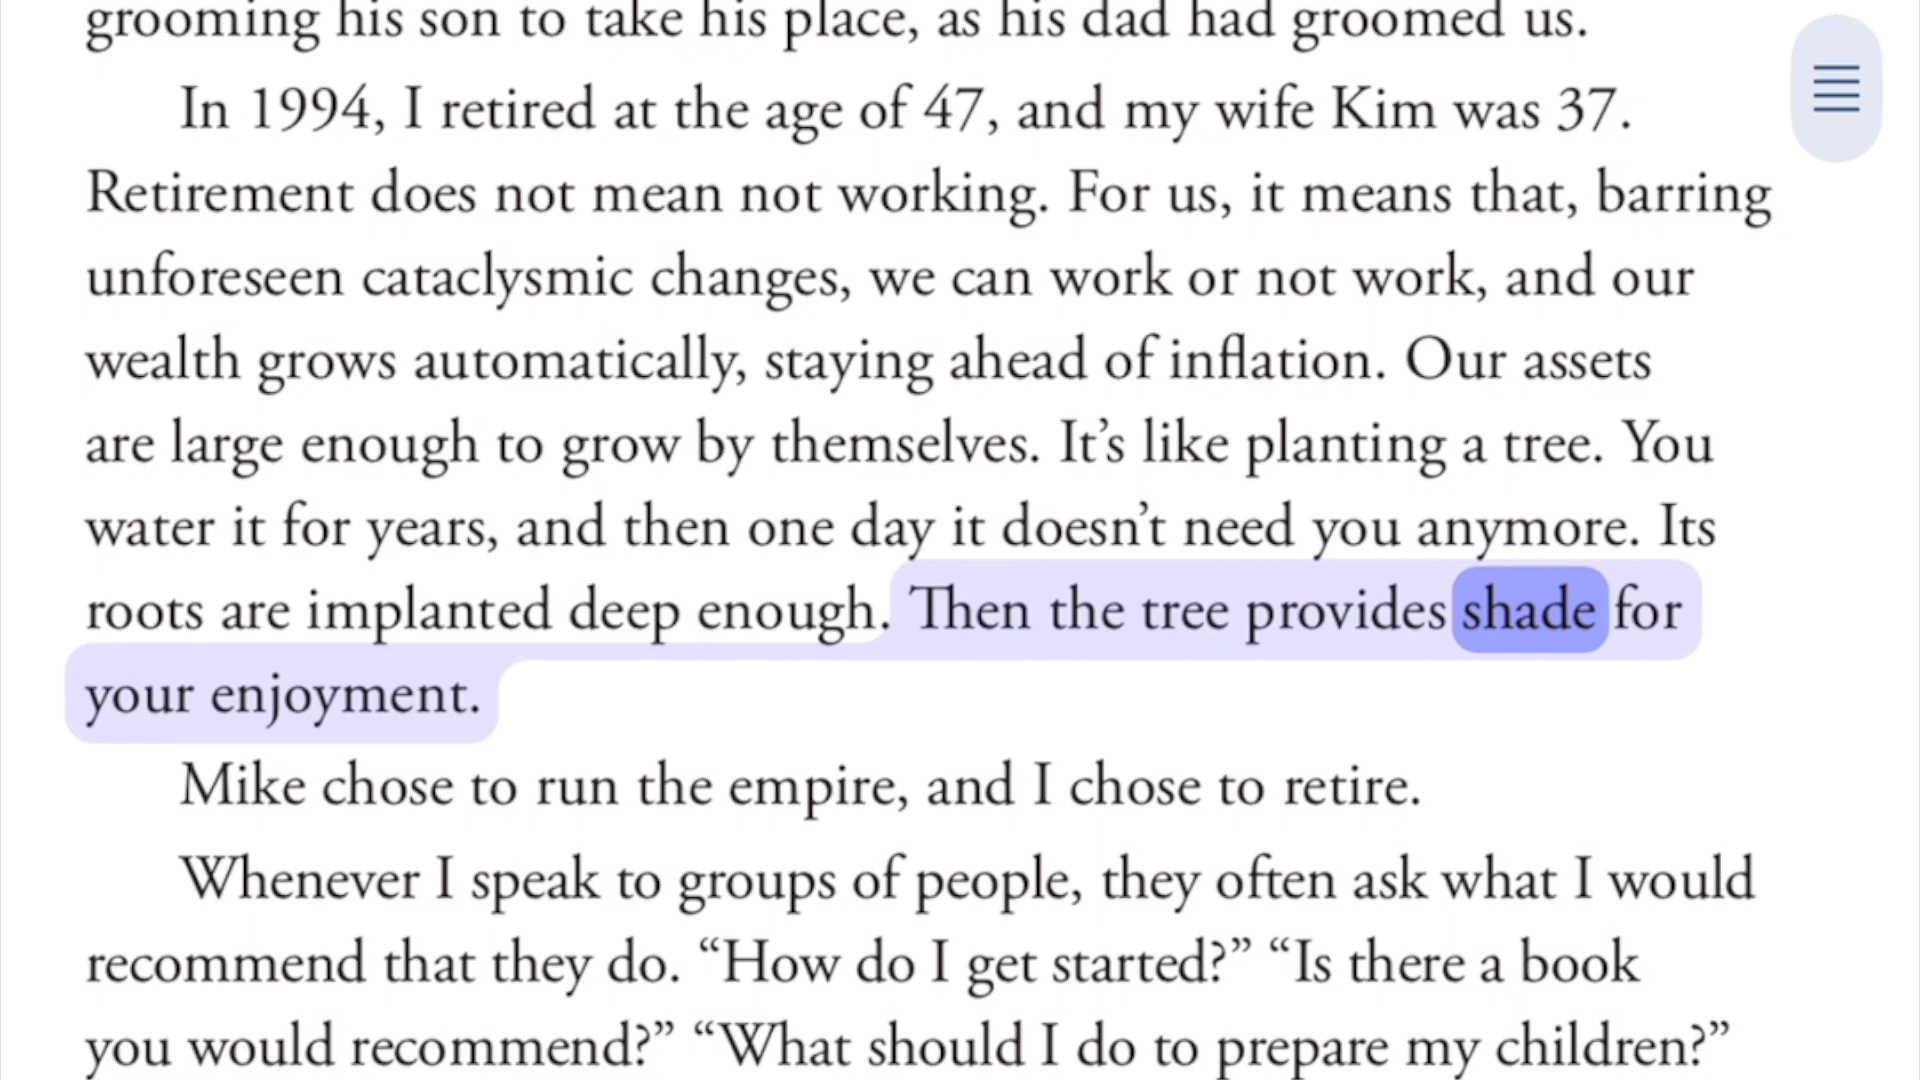 grooming his son to take his place, as his dad had groomed us.
In 1994, I retired at the age of 47, and my wife Kim was 37.
Retirement does not mean not working. For us, it means that, barring
unforeseen cataclysmic changes, we can work or not work, and our
wealth grows automatically, staying ahead of inflation. Our assets
are large enough to grow by themselves. It’s like planting a tree. You
water it for years, and then one day it doesn’t need you anymore. Its
roots are implanted deep enough. Then the tree provides shade for
your enjoyment.
Mike chose to run the empire, and I chose to retire.
Whenever I speak to groups of people, they often ask what I would
recommend that they do. “How do I get started?” “Is there a book
you would recommend?” “What should I do to prepare my children?”